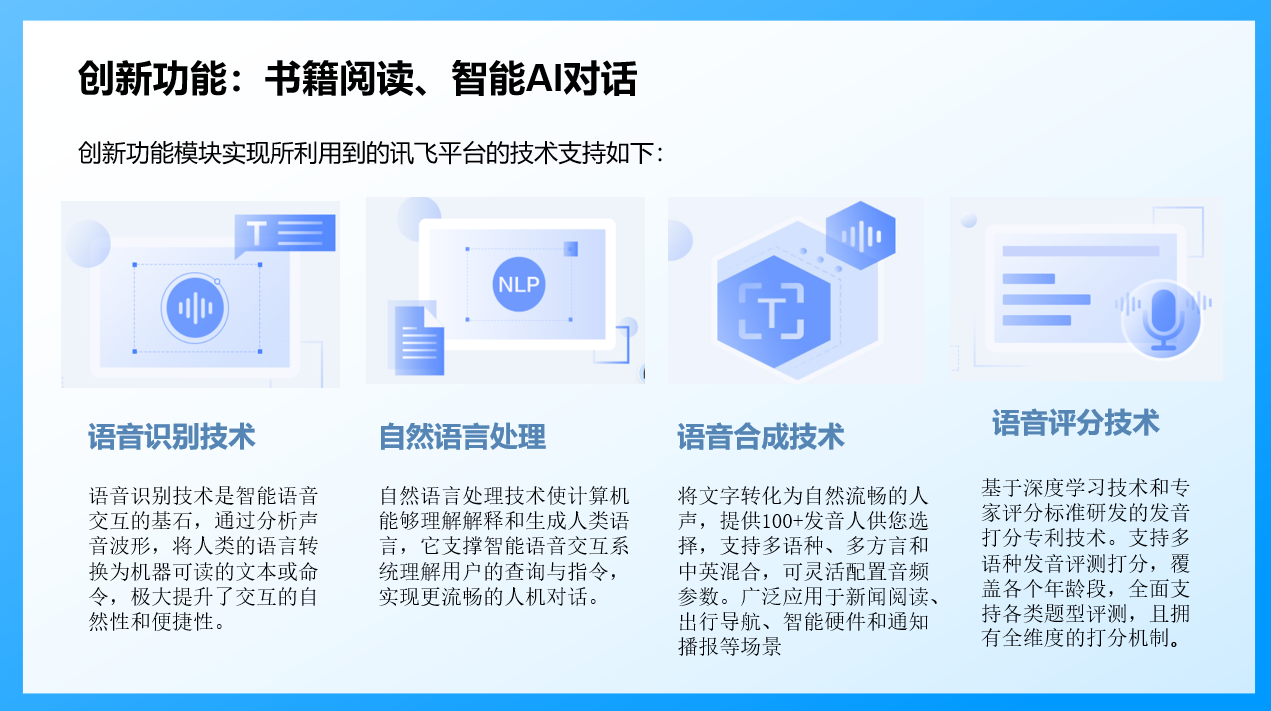 创新功能：书籍阅读、智能AI对话
创新功能模块实现所利用到的讯飞平台的技术支持如下：
T
NLP
T
语音识别技术
语音识别技术是智能语音
交互的基石，通过分析声
音波形，将人类的语言转
换为机器可读的文本或命
令，极大提升了交互的自
然性和便捷性。
自然语言处理
自然语言处理技术使计算机
能够理解解释和生成人类语
言，它支撑智能语音交互系
统理解用户的查询与指令，
实现更流畅的人机对话。
语音合成技术
将文字转化为自然流畅的人
声，提供100+发音人供您选
择，支持多语种、多方言和
中英混合，可灵活配置音频
参数。广泛应用于新闻阅读、
出行导航、智能硬件和通知
播报等场景
语音评分技术
基于深度学习技术和专
家评分标准研发的发音
打分专利技术。支持多
语种发音评测打分，覆
盖各个年龄段，全面支
持各类题型评测，且拥
有全维度的打分机制。